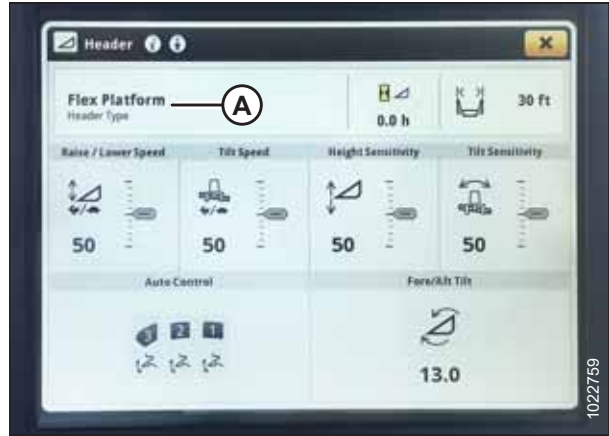 Header
Flex Platform
Header Type
A
0.0 h
30 ft
Raise / Lower Speed
Tilt Speed
Height Sensitivity
Tilt Sensitivity
50
50
50
50
Auto Control
Fore/Aft Tilt
3 2 1
13.0
1022759